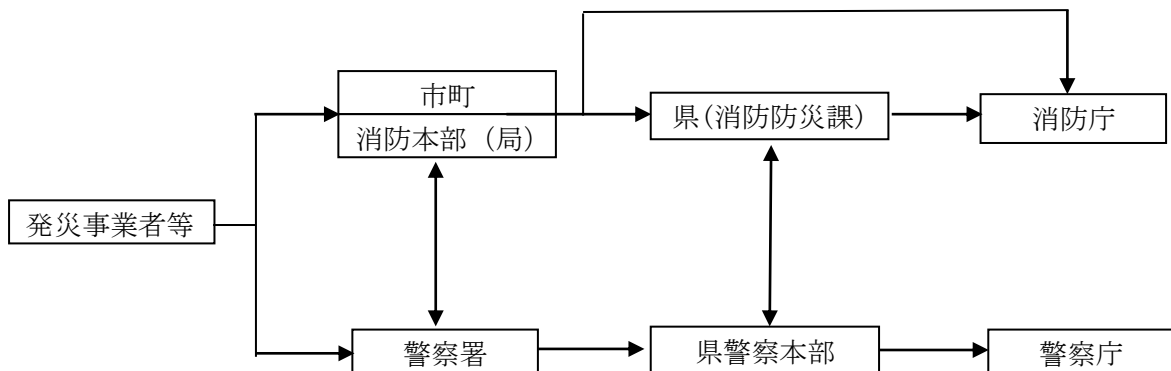 市町
消防本部（局）
県（消防防災課）
消防庁
発災事業者等
警察署
県警察本部
警察庁